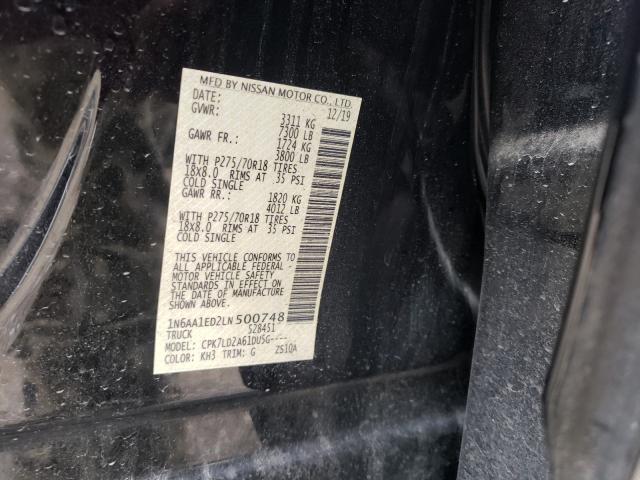 MFD BY NISSAN MOTOR CO., LTD.
DATE: 12/19
GVWR: 3311 KG
7300 LB
GAWR FR.: 1724 KG
3800 LB
WITH P275/70R18 TIRES
18X8.0 RIMS AT 35 PSI
COLD SINGLE
GAWR RR.: 1820 KG
4012 LB
WITH P275/70R18 TIRES
18X8.0 RIMS AT 35 PSI
COLD SINGLE
THIS VEHICLE CONFORMS TO
ALL APPLICABLE FEDERAL
MOTOR VEHICLE SAFETY
STANDARDS IN EFFECT ON
THE DATE OF MANUFACTURE
SHOWN ABOVE.
1N6AA1ED2LN500748
TRUCK S28451
MODEL: CPK7LD2A61DUSG----
COLOR: KH3 TRIM: G ZS1QA